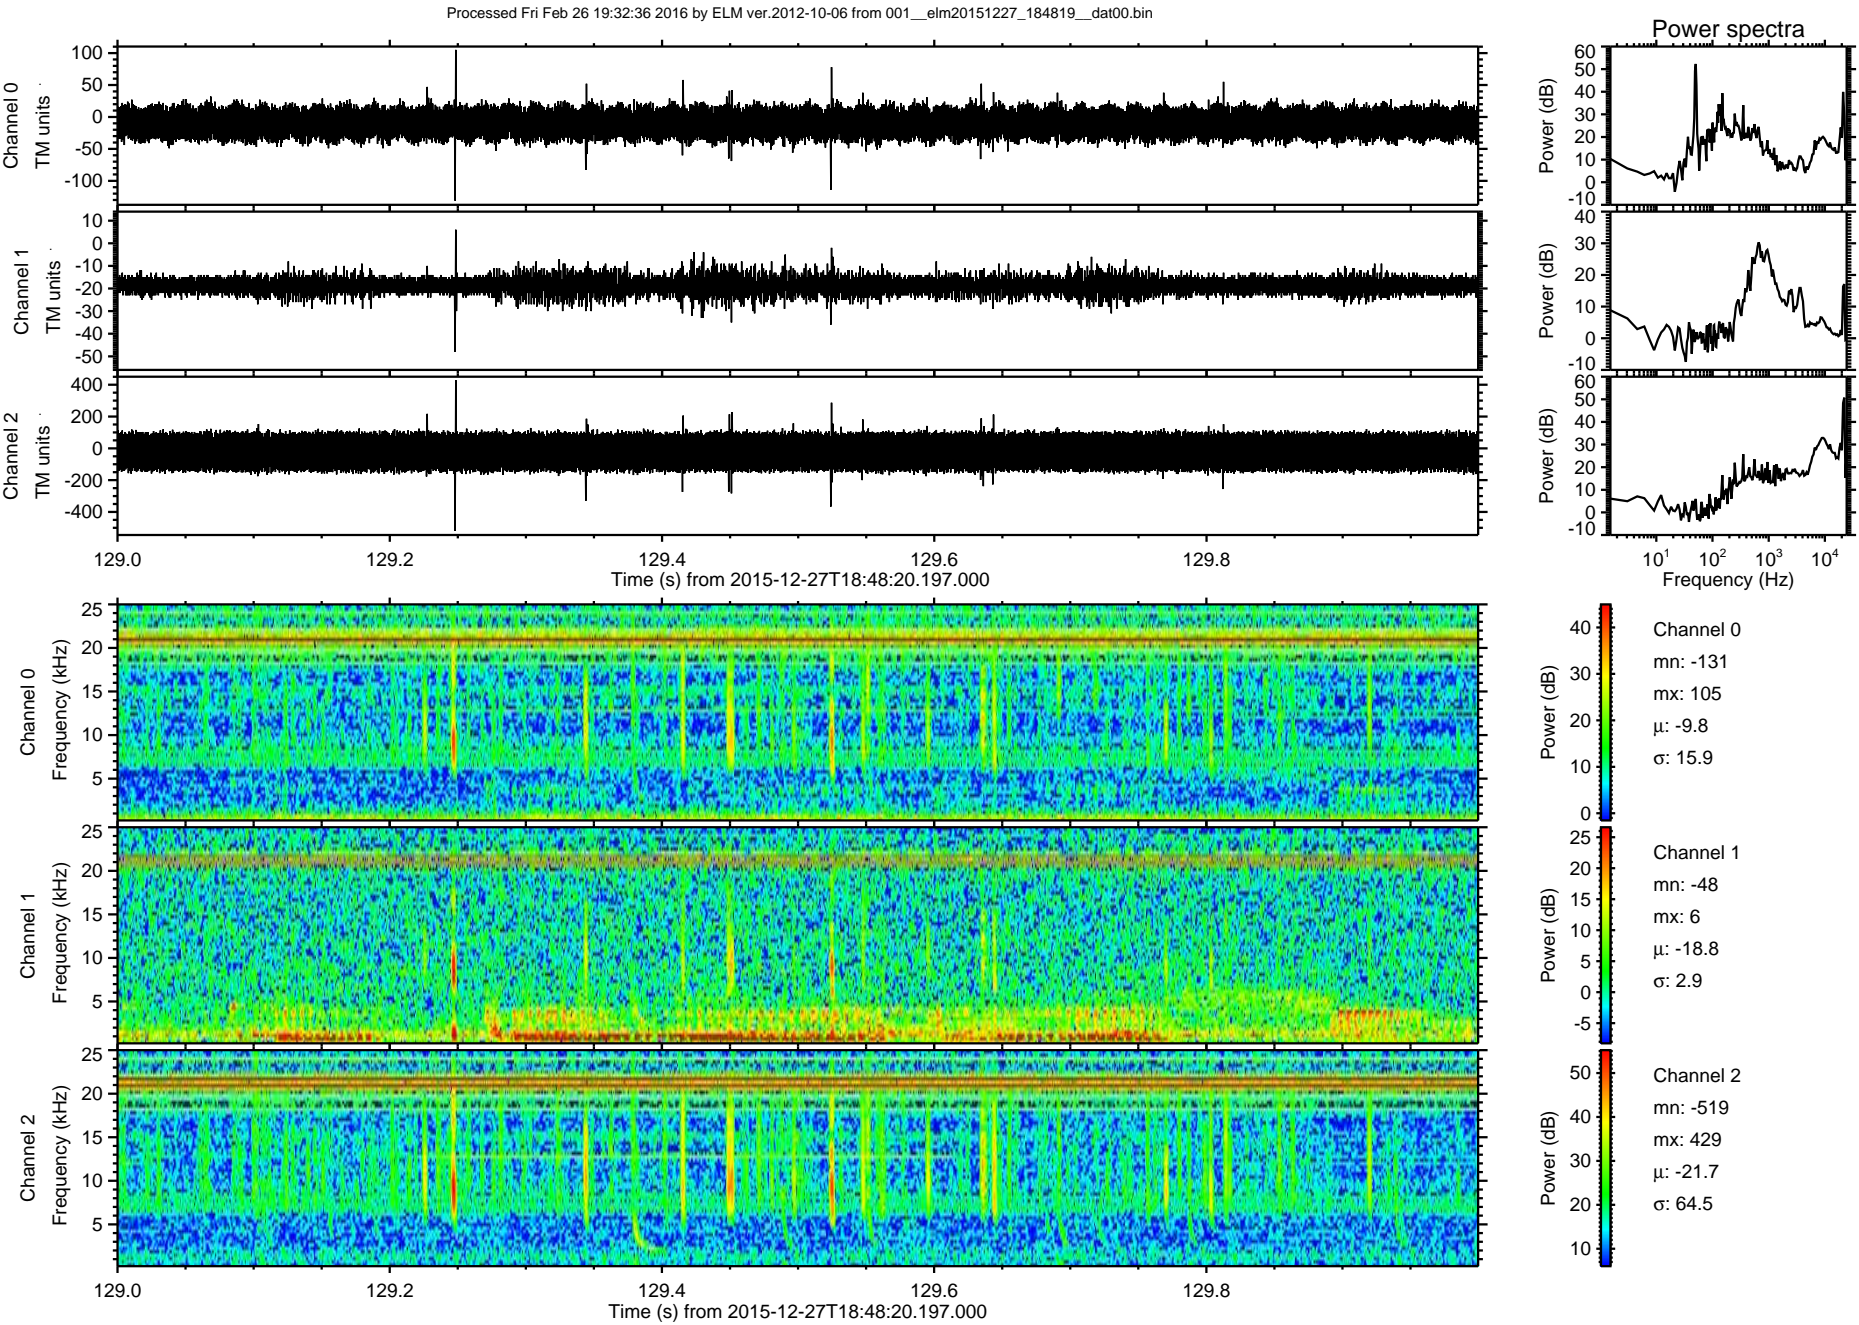 Processed Fri Feb 26 19:32:36 2016 by ELM ver.2012-10-06 from 001__elm20151227_184819__dat00.bin
Power spectra
Channel 0
TM units
100
50
0
-50
-100
Power (dB)
60
50
40
30
20
10
0
-10
Channel 1
TM units
10
0
-10
-20
-30
-40
-50
Power (dB)
40
30
20
10
0
-10
Channel 2
TM units
400
200
0
-200
-400
Power (dB)
60
50
40
30
20
10
0
-10
129.0 129.2 129.4 129.6 129.8
Time (s) from 2015-12-27T18:48:20.197.000
10¹ 10² 10³ 10⁴
Frequency (Hz)
Channel 0
Frequency (kHz)
25
20
15
10
5
Power (dB)
40
30
20
10
0
Channel 0
mn: -131
mx: 105
μ: -9.8
σ: 15.9
Channel 1
Frequency (kHz)
25
20
15
10
5
Power (dB)
25
20
15
10
5
0
-5
Channel 1
mn: -48
mx: 6
μ: -18.8
σ: 2.9
Channel 2
Frequency (kHz)
25
20
15
10
5
Power (dB)
50
40
30
20
10
Channel 2
mn: -519
mx: 429
μ: -21.7
σ: 64.5
129.0 129.2 129.4 129.6 129.8
Time (s) from 2015-12-27T18:48:20.197.000